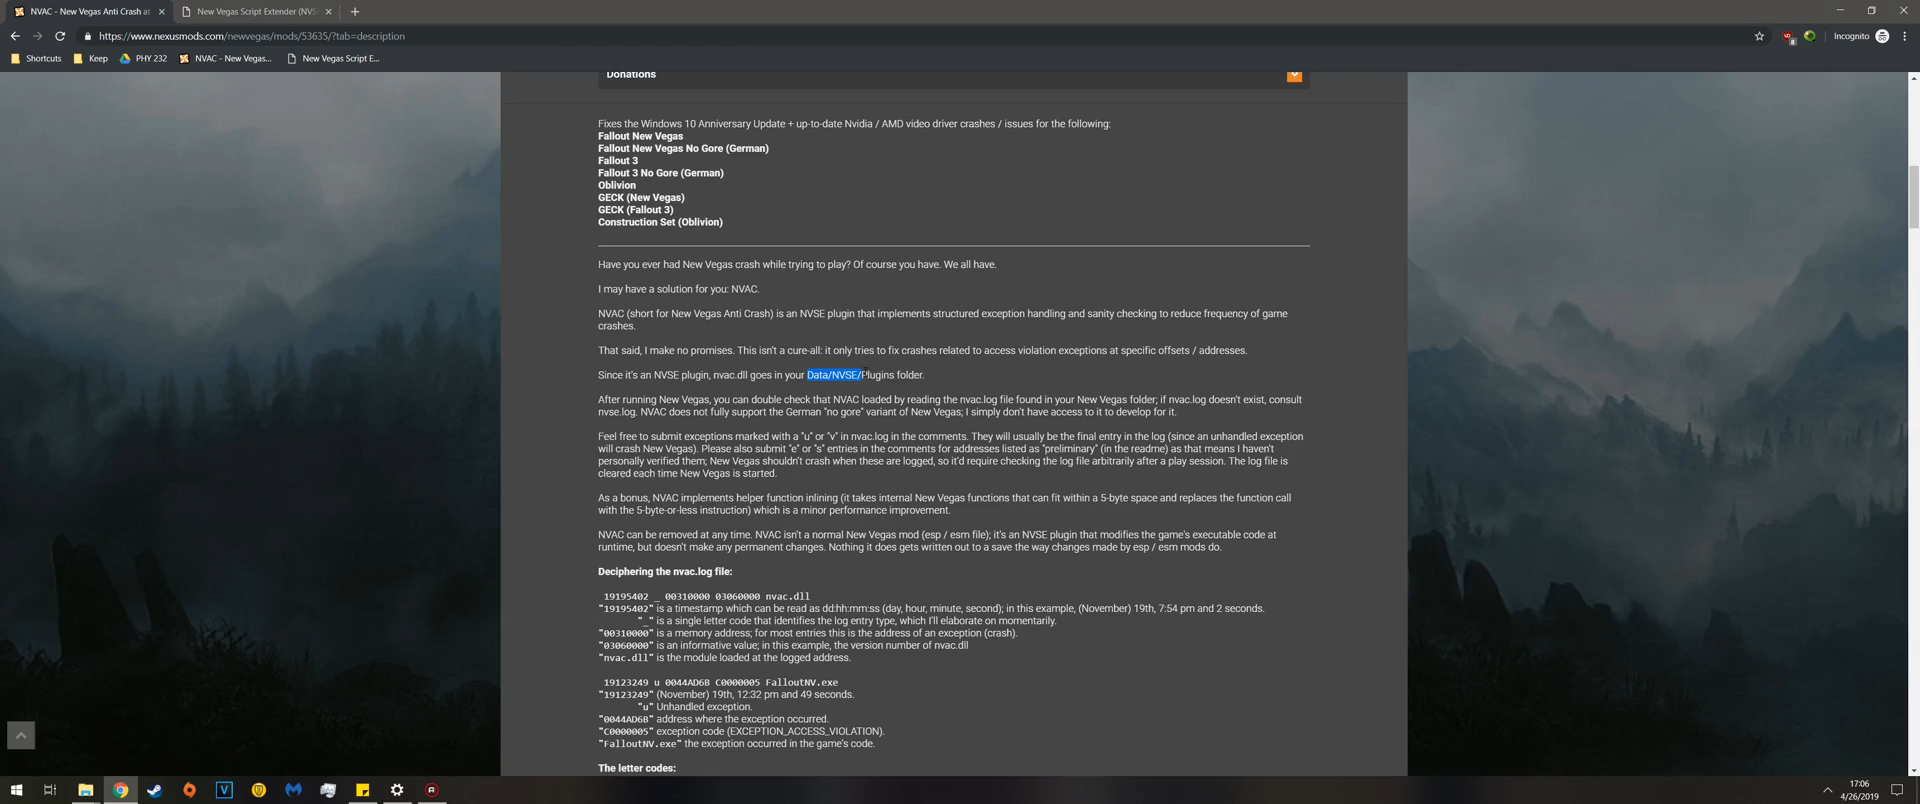 NVAC - New Vegas Anti Crash at
New Vegas Script Extender (NVS
https://www.nexusmods.com/newvegas/mods/53635/?tab=description
8
Incognito
Shortcuts
Keep
PHY 232
NVAC - New Vegas...
New Vegas Script E...
Donations
Fixes the Windows 10 Anniversary Update + up-to-date Nvidia / AMD video driver crashes / issues for the following:
Fallout New Vegas
Fallout New Vegas No Gore (German)
Fallout 3
Fallout 3 No Gore (German)
Oblivion
GECK (New Vegas)
GECK (Fallout 3)
Construction Set (Oblivion)
Have you ever had New Vegas crash while trying to play? Of course you have. We all have.
I may have a solution for you: NVAC.
NVAC (short for New Vegas Anti Crash) is an NVSE plugin that implements structured exception handling and sanity checking to reduce frequency of game
crashes.
That said, I make no promises. This isn't a cure-all: it only tries to fix crashes related to access violation exceptions at specific offsets / addresses.
Since it's an NVSE plugin, nvac.dll goes in your Data/NVSE/Plugins folder.
After running New Vegas, you can double check that NVAC loaded by reading the nvac.log file found in your New Vegas folder; if nvac.log doesn't exist, consult
nvse.log. NVAC does not fully support the German "no gore" variant of New Vegas; I simply don't have access to it to develop for it.
Feel free to submit exceptions marked with a "u" or "v" in nvac.log in the comments. They will usually be the final entry in the log (since an unhandled exception
will crash New Vegas). Please also submit "e" or "s" entries in the comments for addresses listed as "preliminary" (in the readme) as that means I haven't
personally verified them; New Vegas shouldn't crash when these are logged, so it'd require checking the log file arbitrarily after a play session. The log file is
cleared each time New Vegas is started.
As a bonus, NVAC implements helper function inlining (it takes internal New Vegas functions that can fit within a 5-byte space and replaces the function call
with the 5-byte-or-less instruction) which is a minor performance improvement.
NVAC can be removed at any time. NVAC isn't a normal New Vegas mod (esp / esm file); it's an NVSE plugin that modifies the game's executable code at
runtime, but doesn't make any permanent changes. Nothing it does gets written out to a save the way changes made by esp / esm mods do.
Deciphering the nvac.log file:
19195402 _ 00310000 03060000 nvac.dll
"19195402" is a timestamp which can be read as dd:hh:mm:ss (day, hour, minute, second); in this example, (November) 19th, 7:54 pm and 2 seconds.
"_" is a single letter code that identifies the log entry type, which I'll elaborate on momentarily.
"00310000" is a memory address; for most entries this is the address of an exception (crash).
"03060000" is an informative value; in this example, the version number of nvac.dll
"nvac.dll" is the module loaded at the logged address.
19123249 u 0044AD6B C0000005 FalloutNV.exe
"19123249" (November) 19th, 12:32 pm and 49 seconds.
"u" Unhandled exception.
"0044AD6B" address where the exception occurred.
"C0000005" exception code (EXCEPTION_ACCESS_VIOLATION).
"FalloutNV.exe" the exception occurred in the game's code.
The letter codes:
17:06
4/26/2019